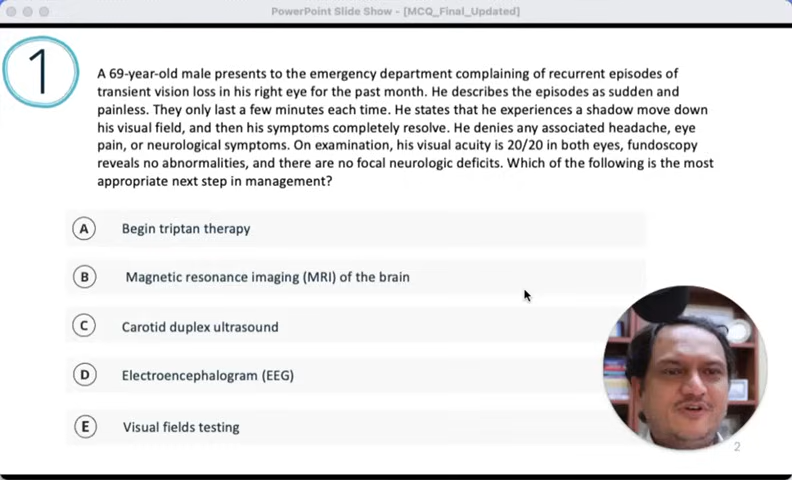 PowerPoint Slide Show - [MCQ_Final_Updated]
1
A 69-year-old male presents to the emergency department complaining of recurrent episodes of
transient vision loss in his right eye for the past month. He describes the episodes as sudden and
painless. They only last a few minutes each time. He states that he experiences a shadow move down
his visual field, and then his symptoms completely resolve. He denies any associated headache, eye
pain, or neurological symptoms. On examination, his visual acuity is 20/20 in both eyes, fundoscopy
reveals no abnormalities, and there are no focal neurologic deficits. Which of the following is the most
appropriate next step in management?
A Begin triptan therapy
B Magnetic resonance imaging (MRI) of the brain
C Carotid duplex ultrasound
D Electroencephalogram (EEG)
E Visual fields testing
2